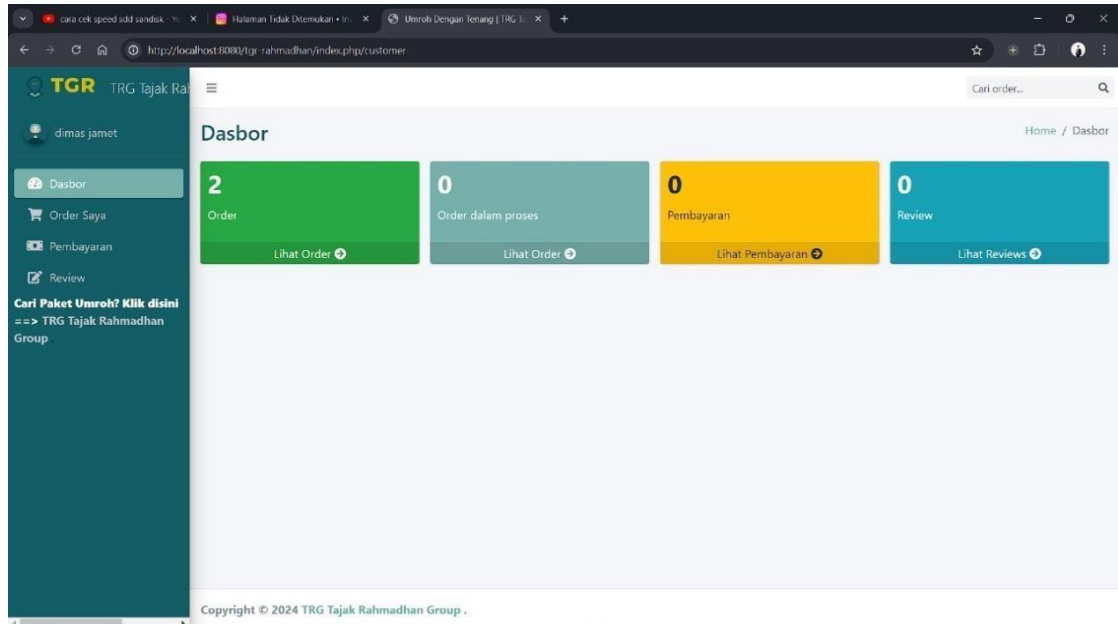 cara cek speed sdd sandisk - Yo
Halaman Tidak Ditemukan • In
Umroh Dengan Tenang | TRG T
http://localhost:8080/tgr-rahmadhan/index.php/customer
TGR TRG Tajak Ral
Cari order...
dimas jamet
Dasbor
Home / Dasbor
Dasbor
Order Saya
Pembayaran
Review
Cari Paket Umroh? Klik disini
==> TRG Tajak Rahmadhan
Group
2
Order
Lihat Order
0
Order dalam proses
Lihat Order
0
Pembayaran
Lihat Pembayaran
0
Review
Lihat Reviews
Copyright © 2024 TRG Tajak Rahmadhan Group .